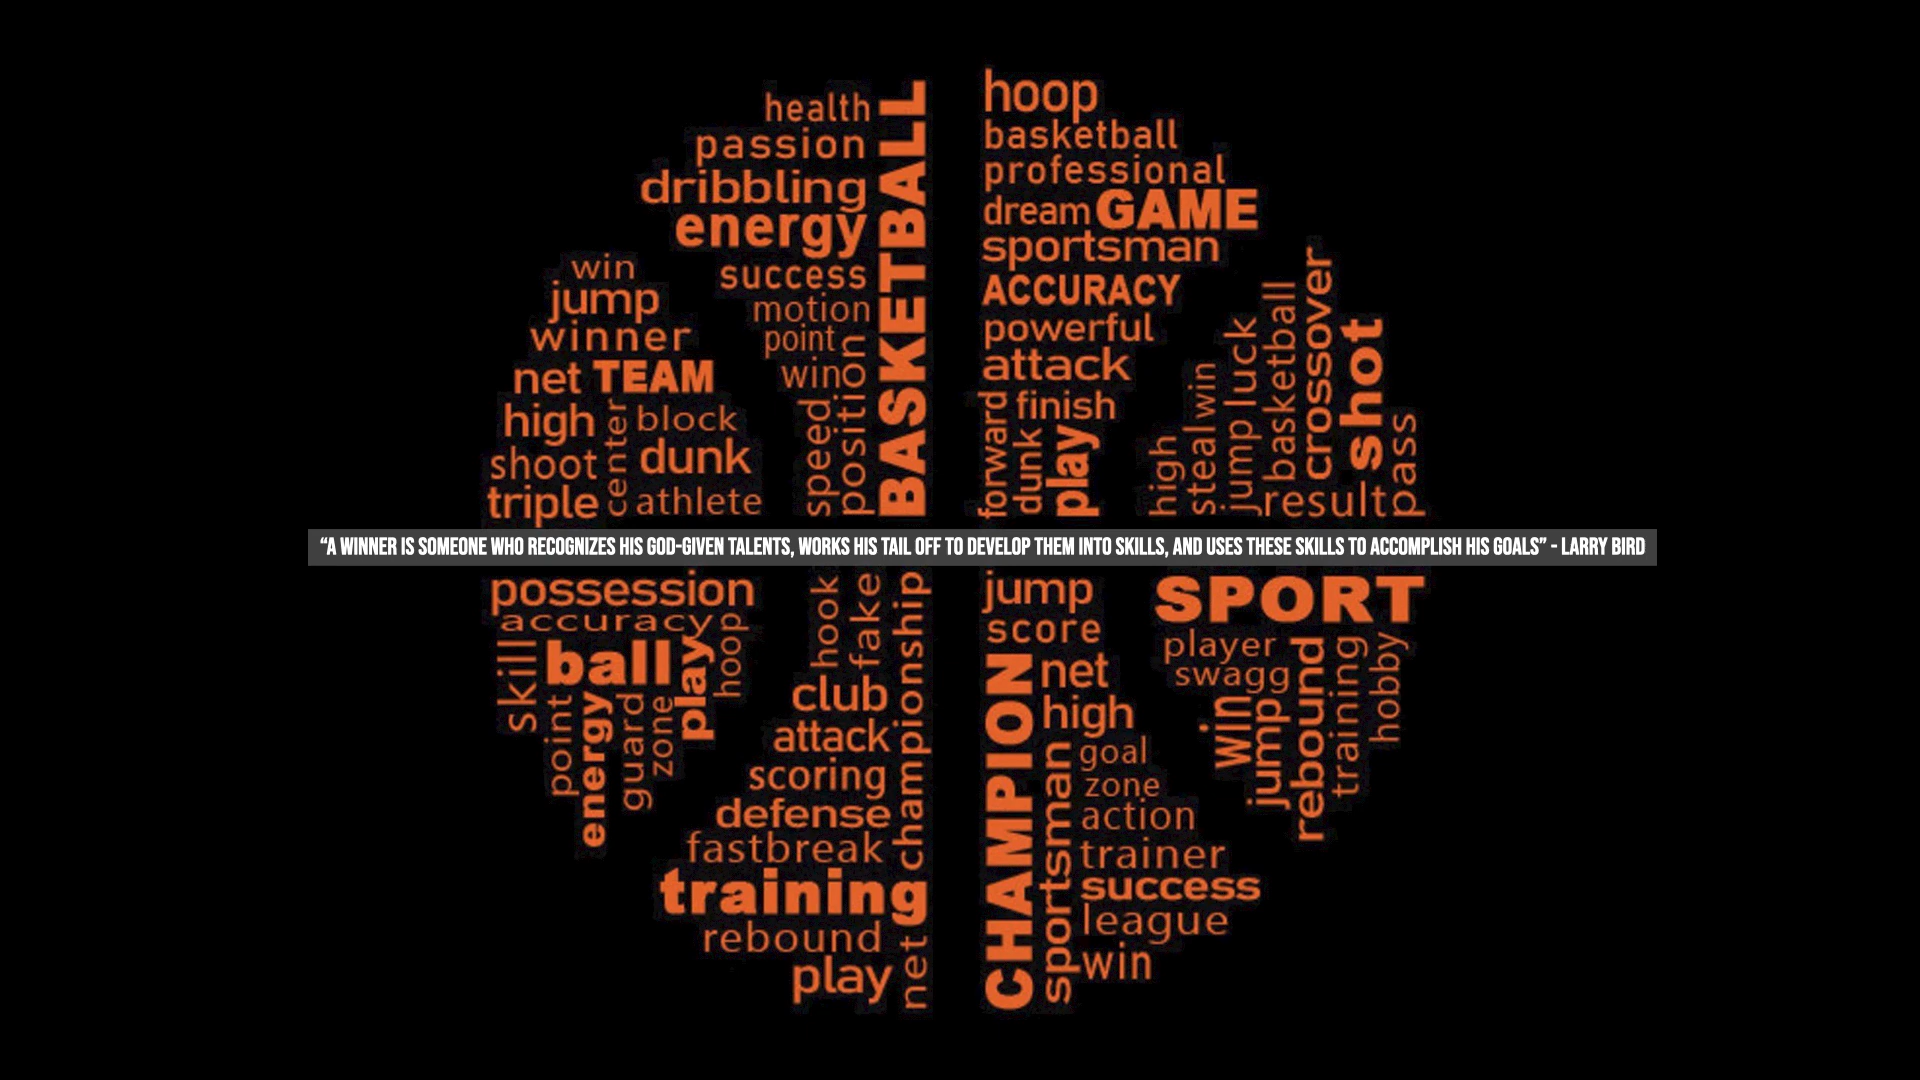 health
passion
dribbling
energy
success
motion
point
win
on
speed
position
BASKETBALL
hoop
basketball
professional
dream GAME
sportsman
ACCURACY
powerful
attack
forward finish
dunk
play
win
jump
winner
net TEAM
high
center
block
shoot
dunk
triple
athlete
high
steal win
jump luck
basketball
crossover
shot
pass
result
“A WINNER IS SOMEONE WHO RECOGNIZES HIS GOD-GIVEN TALENTS, WORKS HIS TAIL OFF TO DEVELOP THEM INTO SKILLS, AND USES THESE SKILLS TO ACCOMPLISH HIS GOALS” - LARRY BIRD
possession
accuracy
skill
ball
play
hoop
point
energy
guard
zone
hook
fake
championship
club
attack
scoring
defense
fastbreak
training
rebound
net
play
jump
score
CHAMPION
net
high
sportsman
goal
zone
action
trainer
success
league
win
SPORT
player
swagg
win
jump
rebound
training
hobby